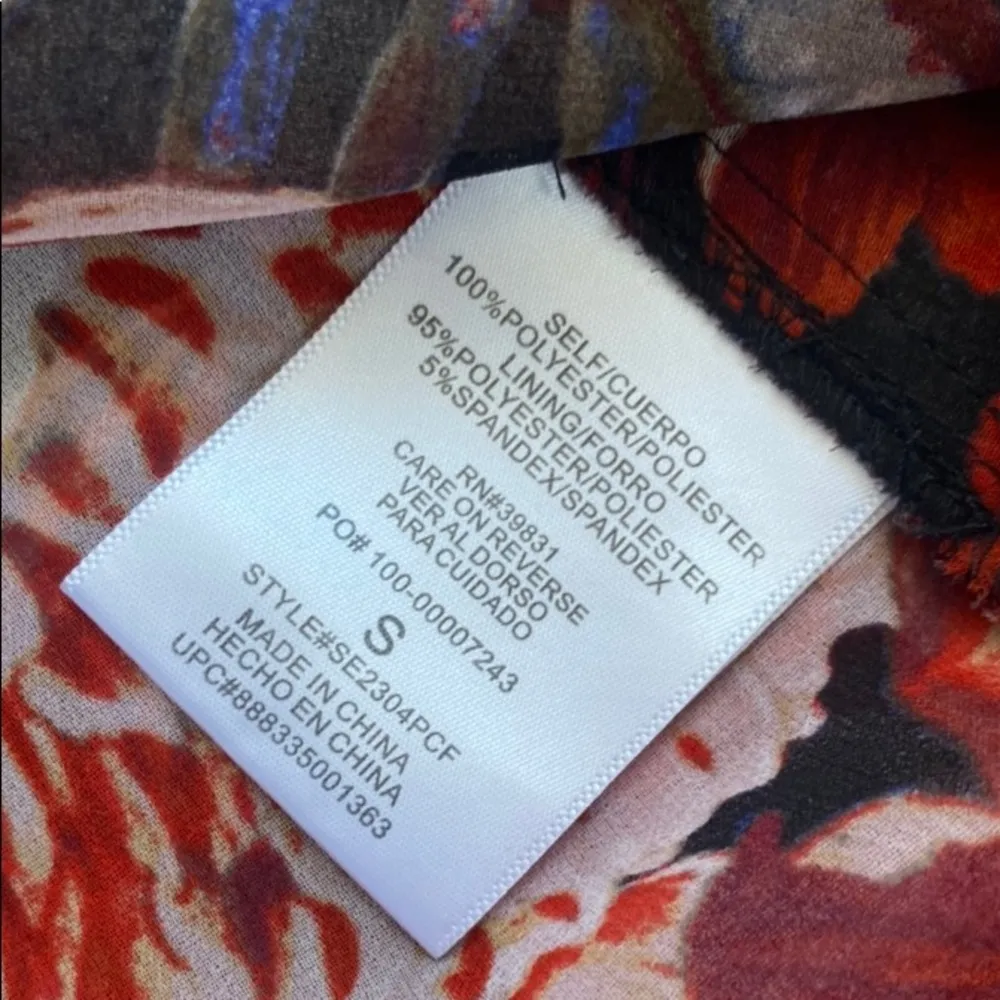 SELF/CUERPO
100%POLYESTER/POLIESTER
LINING/FORRO
95%POLYESTER/POLIESTER
5%SPANDEX/SPANDEX
RN#39831
CARE ON REVERSE
VER AL DORSO
PARA CUIDADO
PO# 100-00007243
S
STYLE#SE2304PCF
MADE IN CHINA
HECHO EN CHINA
UPC#888335001363